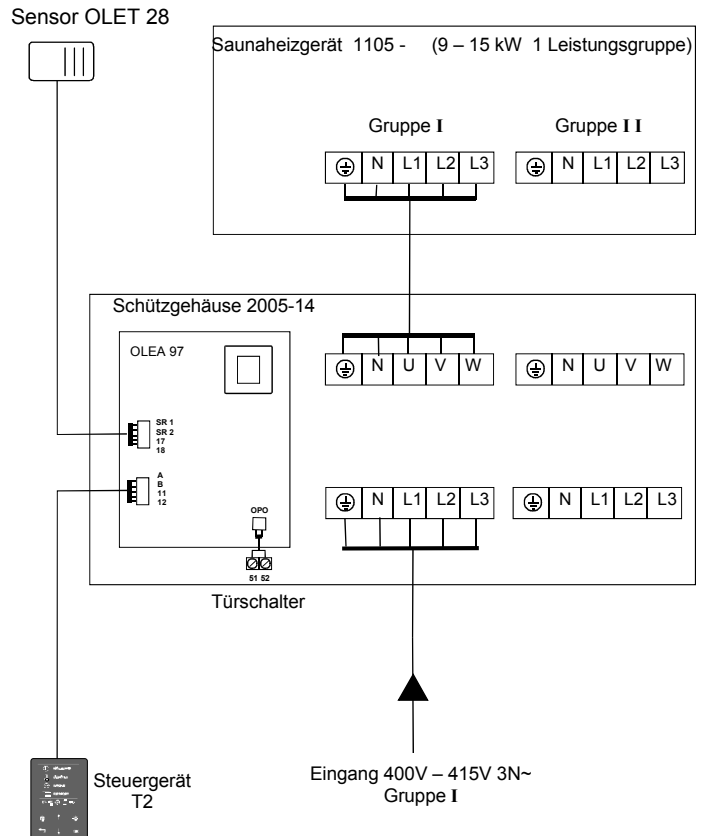 Sensor OLET 28
Saunaheizgerät 1105 - (9 – 15 kW 1 Leistungsgruppe)
Gruppe I Gruppe I I
N L1 L2 L3 N L1 L2 L3
Schützgehäuse 2005-14
OLEA 97
N U V W N U V W
SR 1
SR 2
17
18
A
B
11
12
N L1 L2 L3 N L1 L2 L3
OPO
51 52
Türschalter
Eingang 400V – 415V 3N~
Gruppe I
Steuergerät
T2